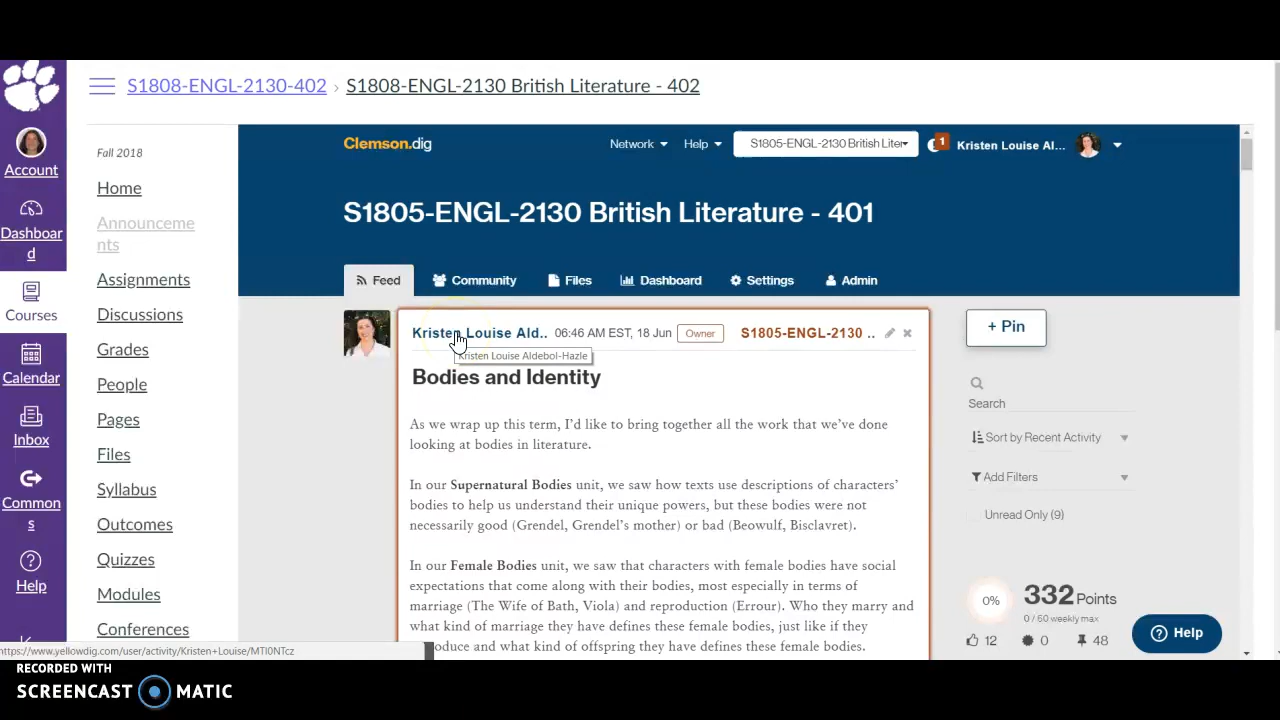 S1808-ENGL-2130-402 › S1808-ENGL-2130 British Literature - 402
Account
Dashboar
d
Courses
Calendar
Inbox
Common
s
Help
Fall 2018
Home
Announceme
nts
Assignments
Discussions
Grades
People
Pages
Files
Syllabus
Outcomes
Quizzes
Modules
Conferences
Clemson.dig
Network
Help
S1805-ENGL-2130 British Liter
1
Kristen Louise Al...
S1805-ENGL-2130 British Literature - 401
Feed
Community
Files
Dashboard
Settings
Admin
Kristen Louise Ald.. 06:46 AM EST, 18 Jun Owner S1805-ENGL-2130 ..
Kristen Louise Aldebol-Hazle
Bodies and Identity
As we wrap up this term, I'd like to bring together all the work that we've done
looking at bodies in literature.
In our Supernatural Bodies unit, we saw how texts use descriptions of characters'
bodies to help us understand their unique powers, but these bodies were not
necessarily good (Grendel, Grendel's mother) or bad (Beowulf, Bisclavret).
In our Female Bodies unit, we saw that characters with female bodies have social
expectations that come along with their bodies, most especially in terms of
marriage (The Wife of Bath, Viola) and reproduction (Errour). Who they marry and
what kind of marriage they have defines these female bodies, just like if they
oduce and what kind of offspring they have defines these female bodies.
+ Pin
Search
Sort by Recent Activity
Add Filters
Unread Only (9)
0%
332 Points
0 / 60 weekly max
12
0
48
Help
https://www.yellowdig.com/user/activity/Kristen+Louise/MTI0NTcz
RECORDED WITH
SCREENCAST MATIC